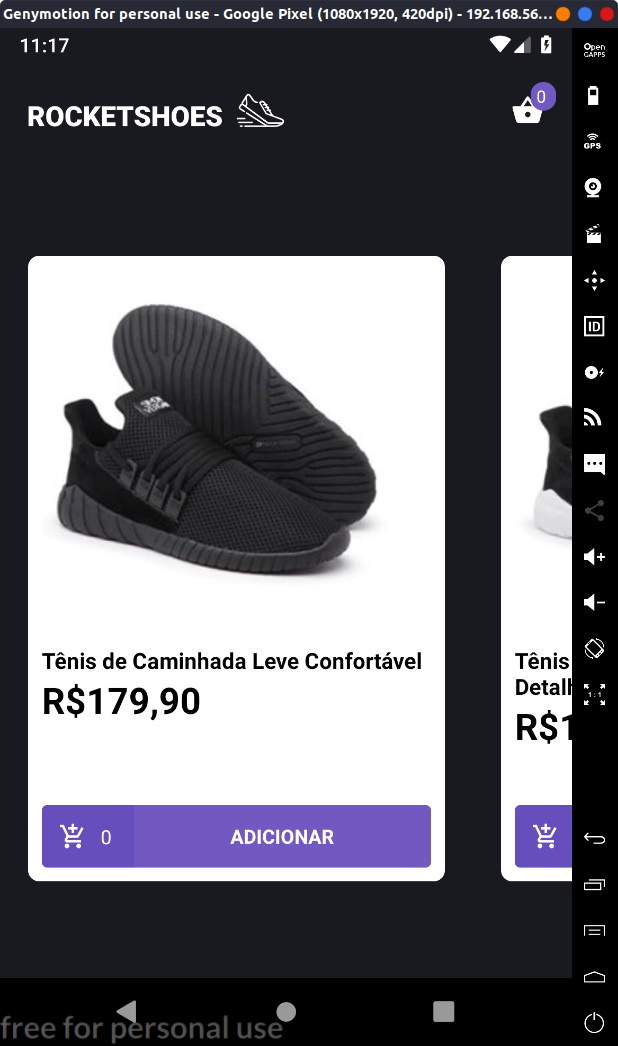 Genymotion for personal use - Google Pixel (1080x1920, 420dpi) - 192.168.56...
11:17
Open
GAPPS
ROCKETSHOES
0
GPS
ID
Tênis de Caminhada Leve Confortável
R$179,90
Tênis
Detalh
R$1
1:1
0
ADICIONAR
free for personal use